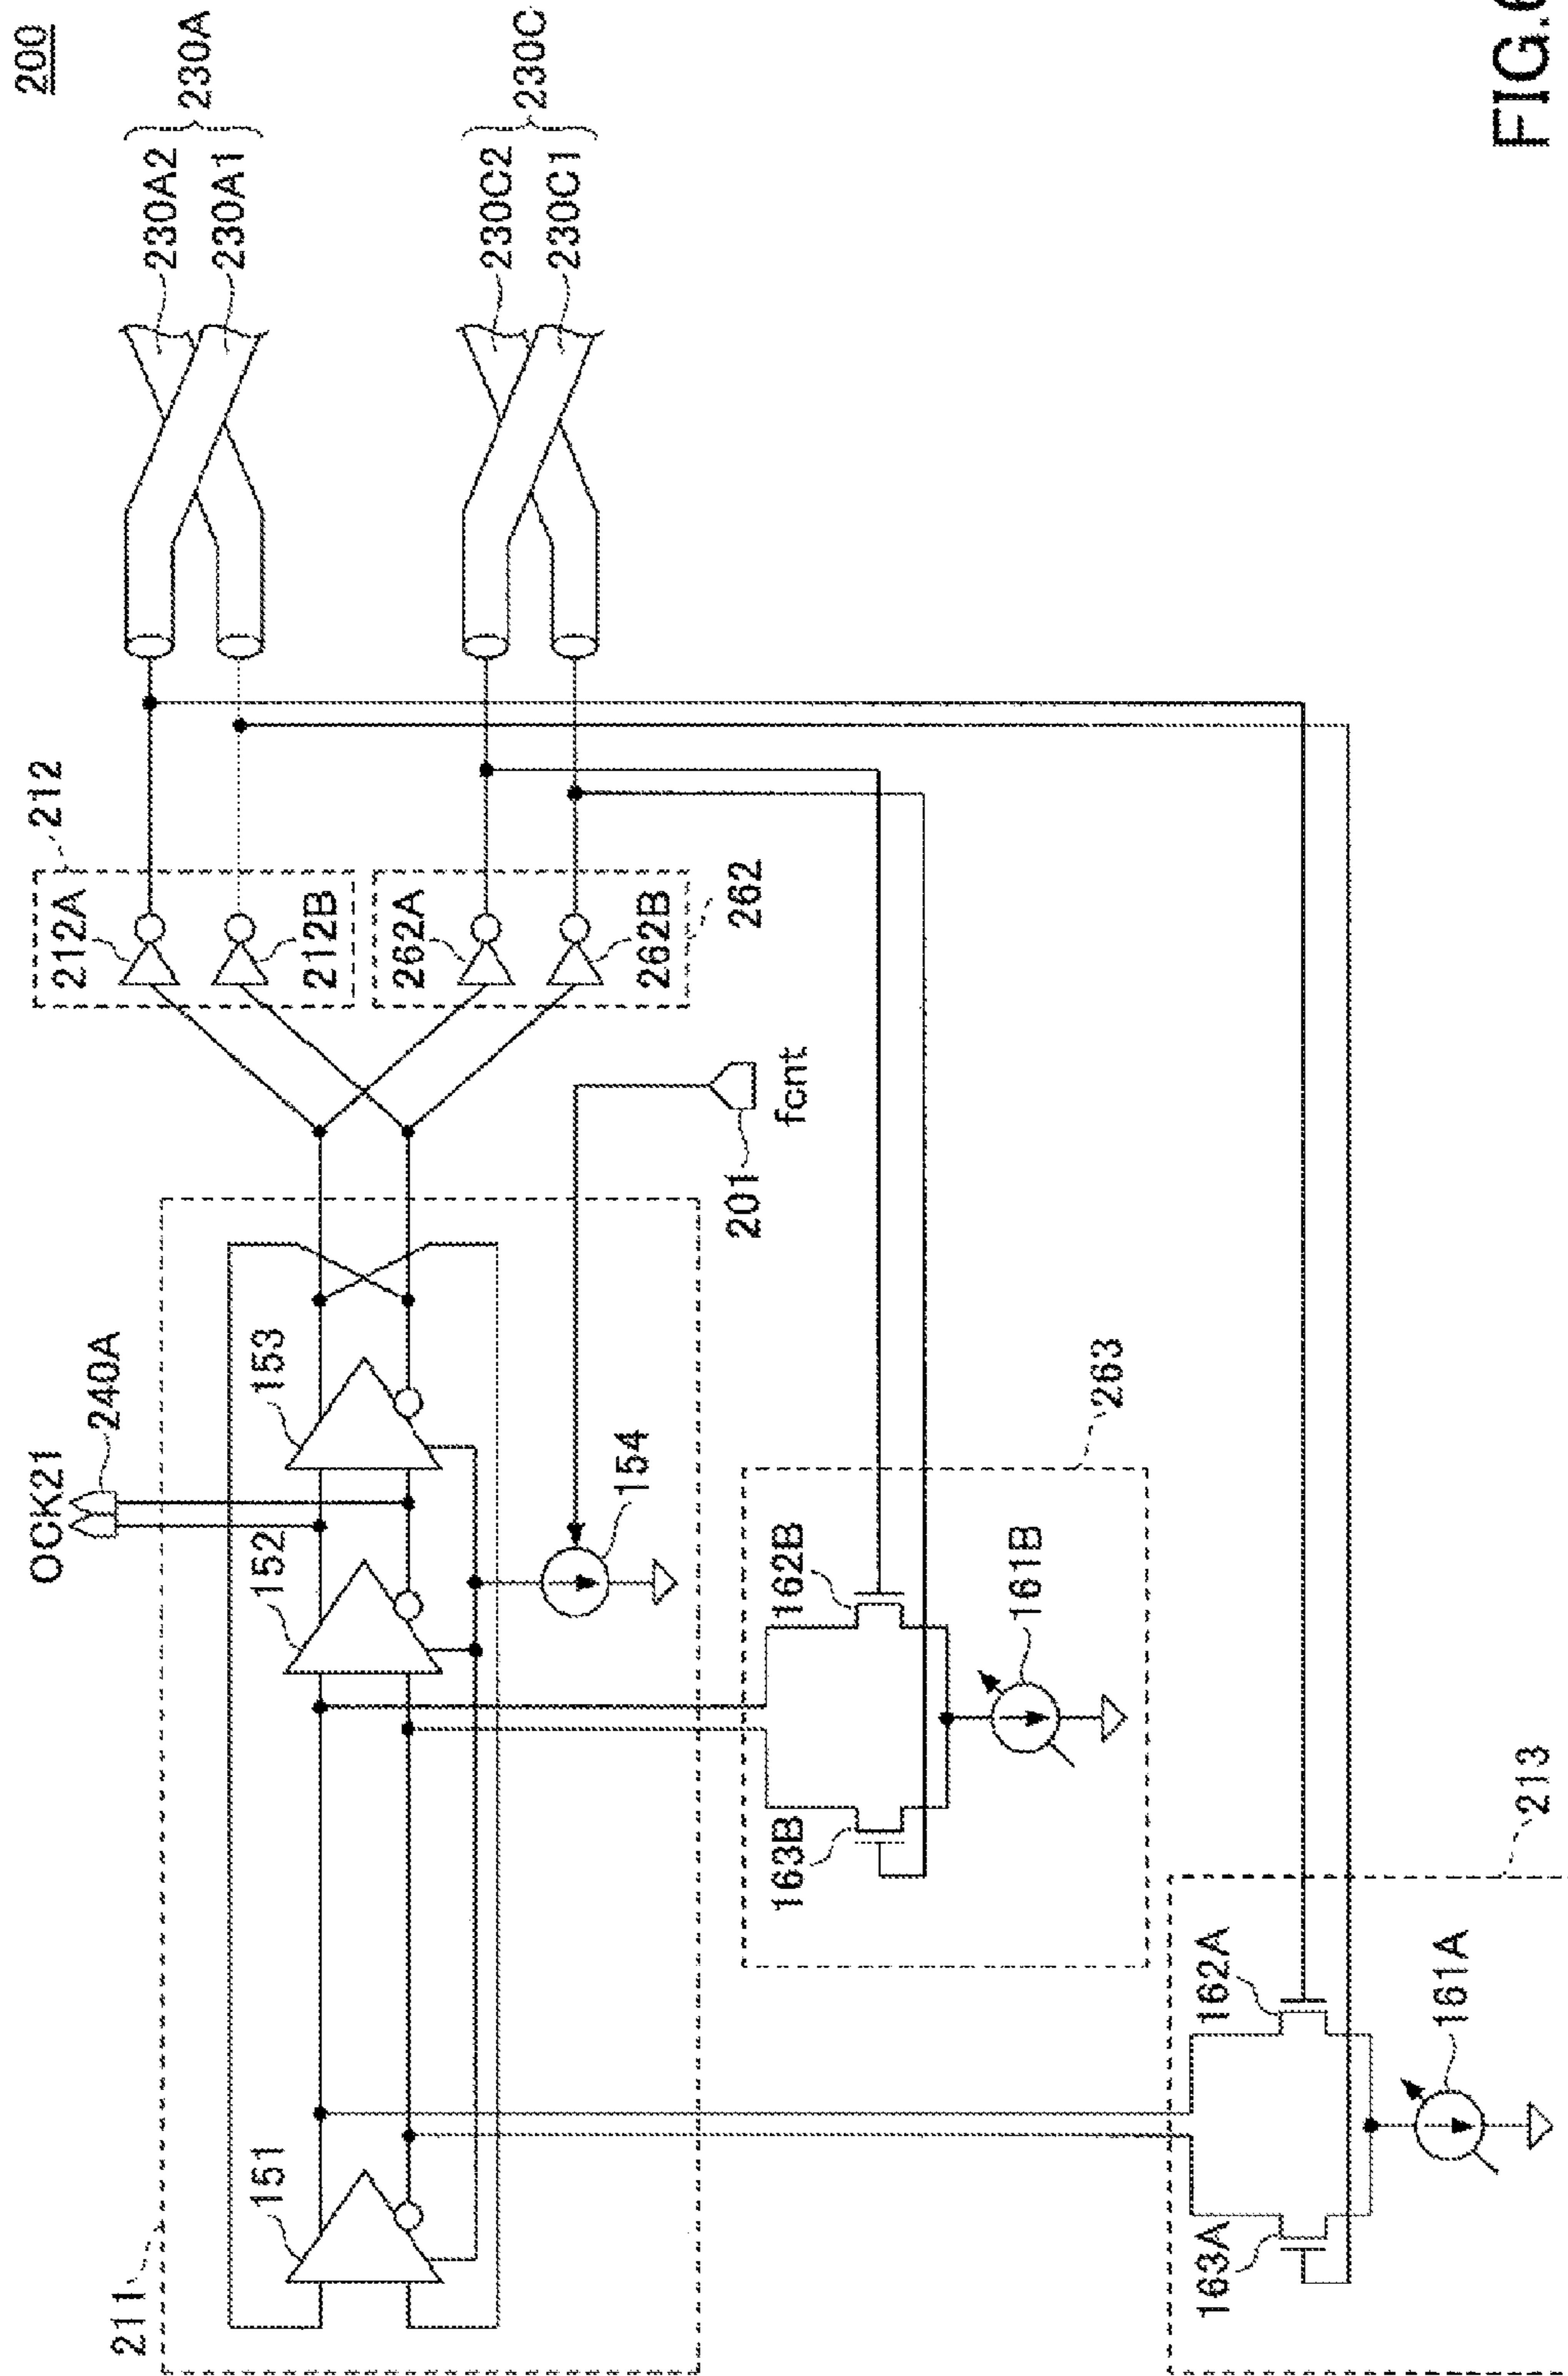 200
OCK21
212
212A
240A
211
230A2
230A
230A1
151
152
153
212B
262A
230C2
230C
230C1
154
262B
201
262
fcnt
163B
162B
161B
263
163A
162A
161A
213
FIG.6